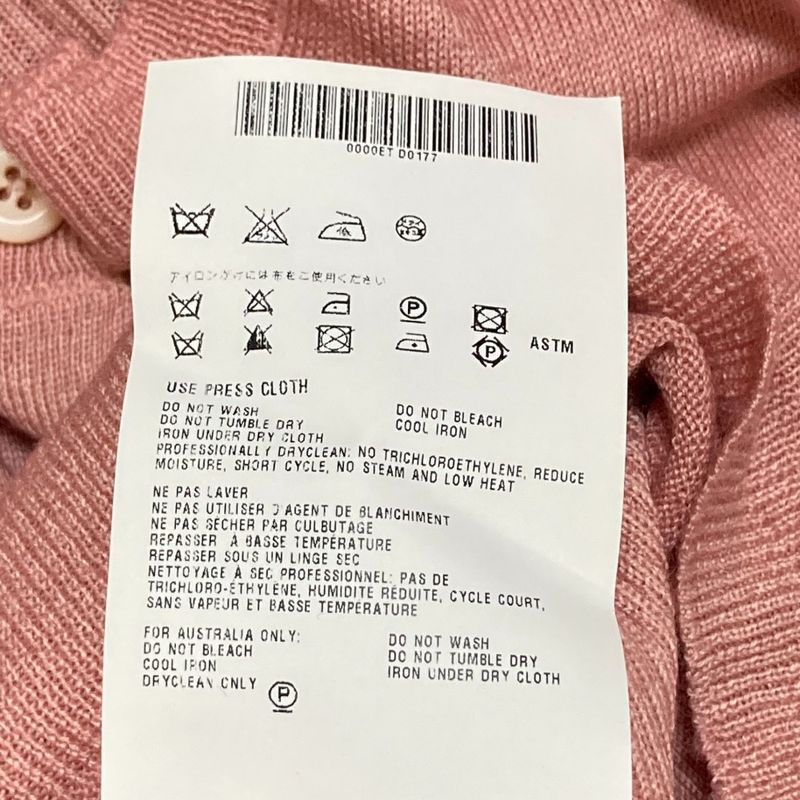 0000ET D0177
アイロンがけには布をご使用ください
P
P
ASTM
USE PRESS CLOTH
DO NOT WASH
DO NOT BLEACH
DO NOT TUMBLE DRY
COOL IRON
IRON UNDER DRY CLOTH
PROFESSIONALLY DRYCLEAN: NO TRICHLOROETHYLENE, REDUCE
MOISTURE, SHORT CYCLE, NO STEAM AND LOW HEAT
NE PAS LAVER
NE PAS UTILISER D'AGENT DE BLANCHIMENT
NE PAS SÉCHER PAR CULBUTAGE
REPASSER À BASSE TEMPÉRATURE
REPASSER SOUS UN LINGE SEC
NETTOYAGE À SEC PROFESSIONNEL: PAS DE
TRICHLORO-ÉTHYLÈNE, HUMIDITÉ RÉDUITE, CYCLE COURT,
SANS VAPEUR ET BASSE TEMPÉRATURE
FOR AUSTRALIA ONLY:
DO NOT WASH
DO NOT BLEACH
DO NOT TUMBLE DRY
COOL IRON
IRON UNDER DRY CLOTH
DRYCLEAN ONLY P